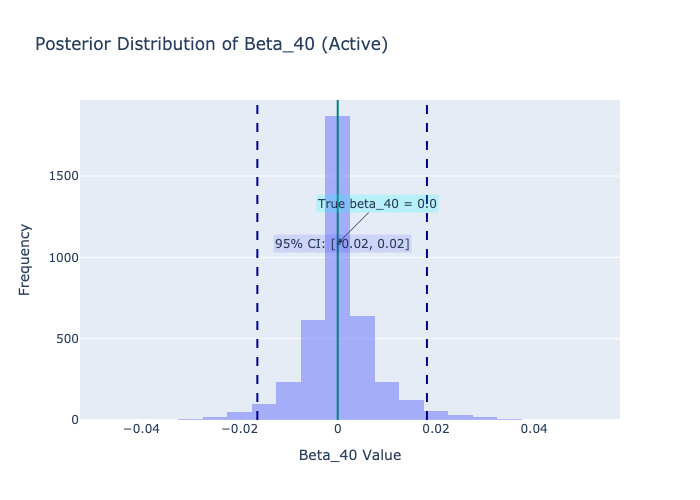 Posterior Distribution of Beta_40 (Active)
1500
1000
500
0
Frequency
True beta_40 = 0.0
95% CI: [-0.02, 0.02]
−0.04
−0.02
0
0.02
0.04
Beta_40 Value